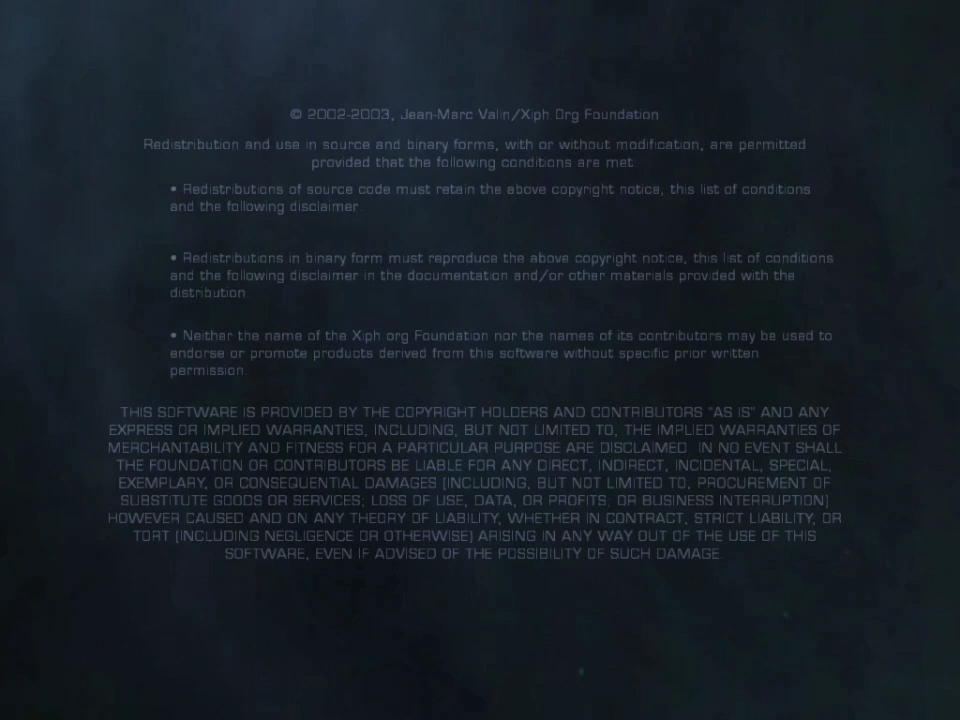 © 2002-2003, Jean-Marc Valin/Xiph Org Foundation
Redistribution and use in source and binary forms, with or without modification, are permitted
provided that the following conditions are met:
• Redistributions of source code must retain the above copyright notice, this list of conditions
and the following disclaimer.
• Redistributions in binary form must reproduce the above copyright notice, this list of conditions
and the following disclaimer in the documentation and/or other materials provided with the
distribution.
• Neither the name of the Xiph org Foundation nor the names of its contributors may be used to
endorse or promote products derived from this software without specific prior written
permission.
THIS SOFTWARE IS PROVIDED BY THE COPYRIGHT HOLDERS AND CONTRIBUTORS "AS IS" AND ANY
EXPRESS OR IMPLIED WARRANTIES, INCLUDING, BUT NOT LIMITED TO, THE IMPLIED WARRANTIES OF
MERCHANTABILITY AND FITNESS FOR A PARTICULAR PURPOSE ARE DISCLAIMED. IN NO EVENT SHALL
THE FOUNDATION OR CONTRIBUTORS BE LIABLE FOR ANY DIRECT, INDIRECT, INCIDENTAL, SPECIAL,
EXEMPLARY, OR CONSEQUENTIAL DAMAGES (INCLUDING, BUT NOT LIMITED TO, PROCUREMENT OF
SUBSTITUTE GOODS OR SERVICES; LOSS OF USE, DATA, OR PROFITS; OR BUSINESS INTERRUPTION)
HOWEVER CAUSED AND ON ANY THEORY OF LIABILITY, WHETHER IN CONTRACT, STRICT LIABILITY, OR
TORT (INCLUDING NEGLIGENCE OR OTHERWISE) ARISING IN ANY WAY OUT OF THE USE OF THIS
SOFTWARE, EVEN IF ADVISED OF THE POSSIBILITY OF SUCH DAMAGE.